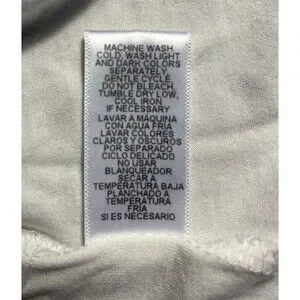 MACHINE WASH
COLD, WASH LIGHT
AND DARK COLORS
SEPARATELY
GENTLE CYCLE
DO NOT BLEACH,
TUMBLE DRY LOW,
COOL IRON
IF NECESSARY
LAVAR A MÁQUINA
CON AGUA FRÍA
LAVAR COLORES
CLAROS Y OSCUROS
POR SEPARADO
CICLO DELICADO
NO USAR
BLANQUEADOR
SECAR A
TEMPERATURA BAJA
PLANCHADO A
TEMPERATURA
FRÍA
SI ES NECESARIO